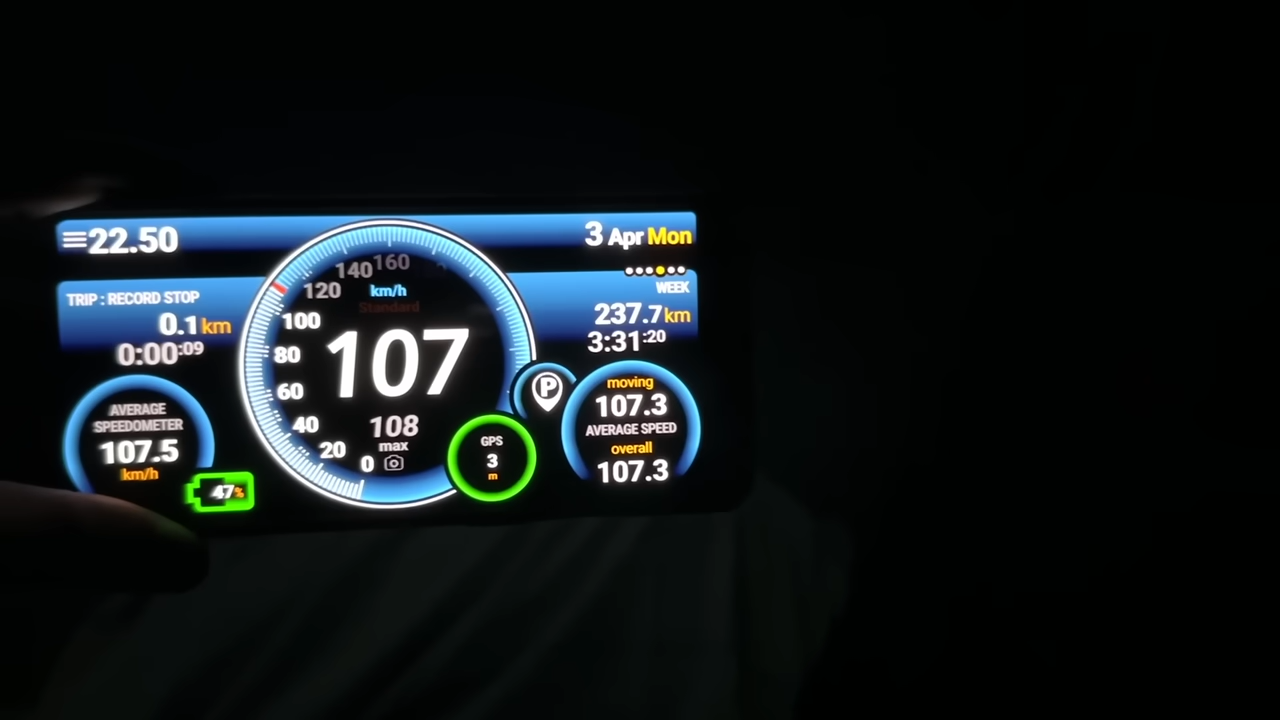 22.50
3 Apr Mon
TRIP : RECORD STOP
0.1 km
0:00:09
WEEK
237.7 km
3:31:20
160
140
120
100
80
60
40
20
0
km/h
Standard
107
108
max
P
GPS
3
m
AVERAGE
SPEEDOMETER
107.5
km/h
47%
moving
107.3
AVERAGE SPEED
overall
107.3